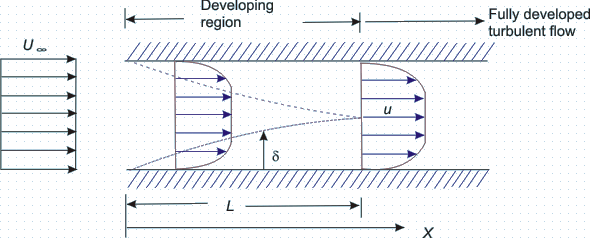 Developing
region
Fully developed
turbulent flow
U∞
u
δ
L
X